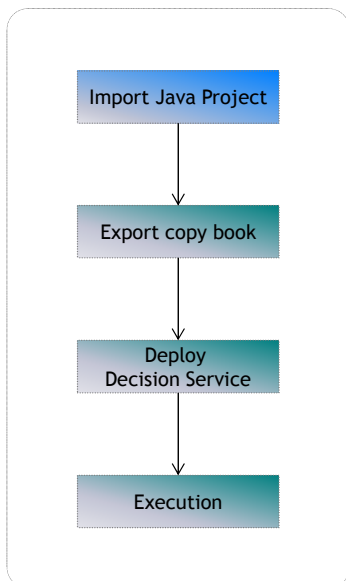 Import Java Project
Export copy book
Deploy
Decision Service
Execution